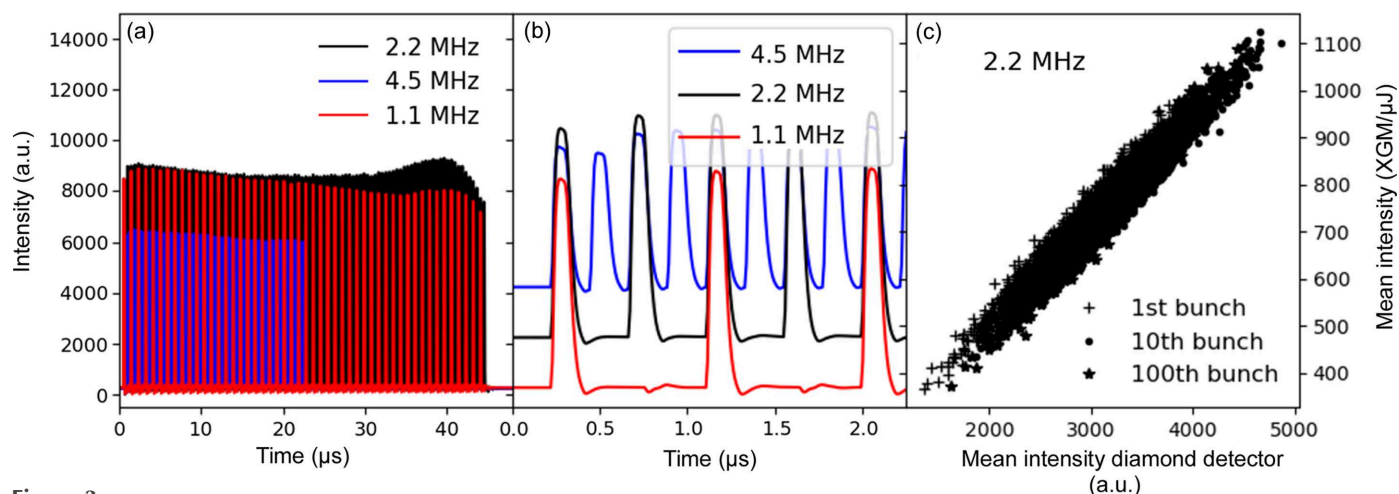 (a)
2.2 MHz
4.5 MHz
1.1 MHz
14000
12000
10000
8000
6000
4000
2000
0
Intensity (a.u.)
0 10 20 30 40
Time (μs)
(b)
4.5 MHz
2.2 MHz
1.1 MHz
0.0 0.5 1.0 1.5 2.0
Time (μs)
(c)
2.2 MHz
1st bunch
10th bunch
100th bunch
1100
1000
900
800
700
600
500
400
Mean intensity (XGM/μJ)
2000 3000 4000 5000
Mean intensity diamond detector
(a.u.)